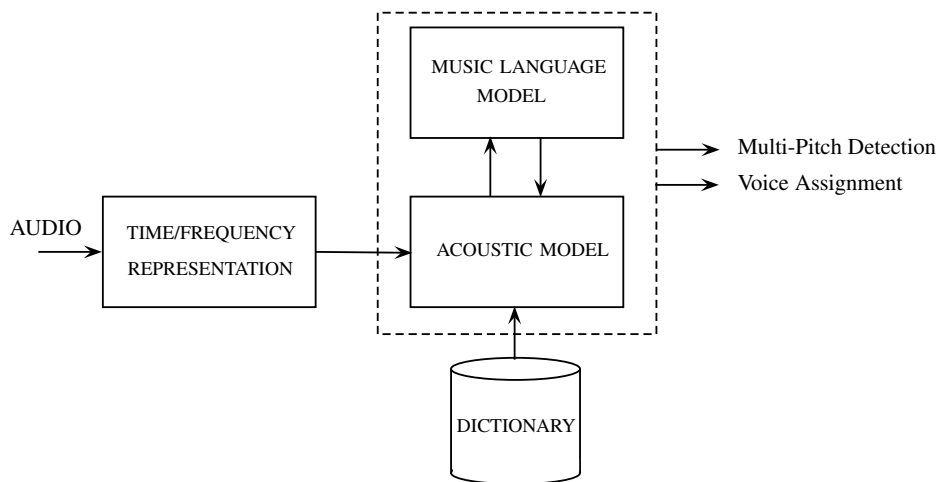 MUSIC LANGUAGE
MODEL
Multi-Pitch Detection
Voice Assignment
AUDIO
TIME/FREQUENCY
REPRESENTATION
ACOUSTIC MODEL
DICTIONARY